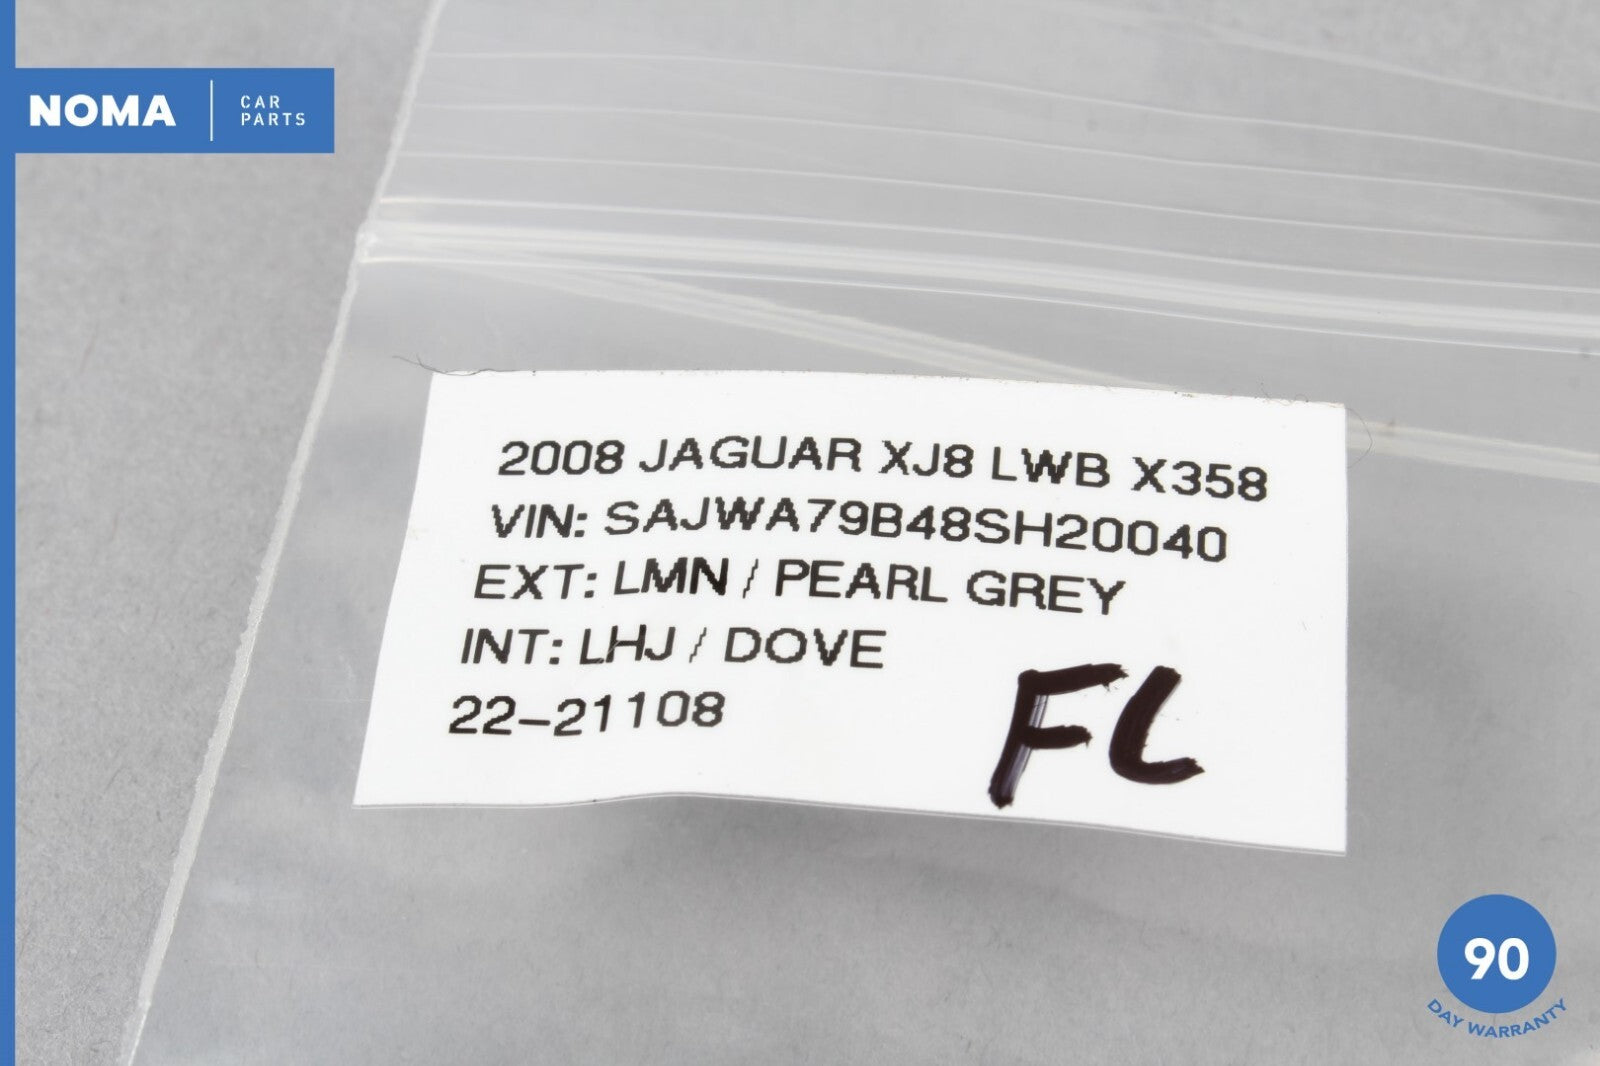 NOMA
CAR
PARTS
2008 JAGUAR XJ8 LWB X358
VIN: SAJWA79B48SH20040
EXT: LMN / PEARL GREY
INT: LHJ / DOVE
22-21108
FL
90
DAY WARRANTY